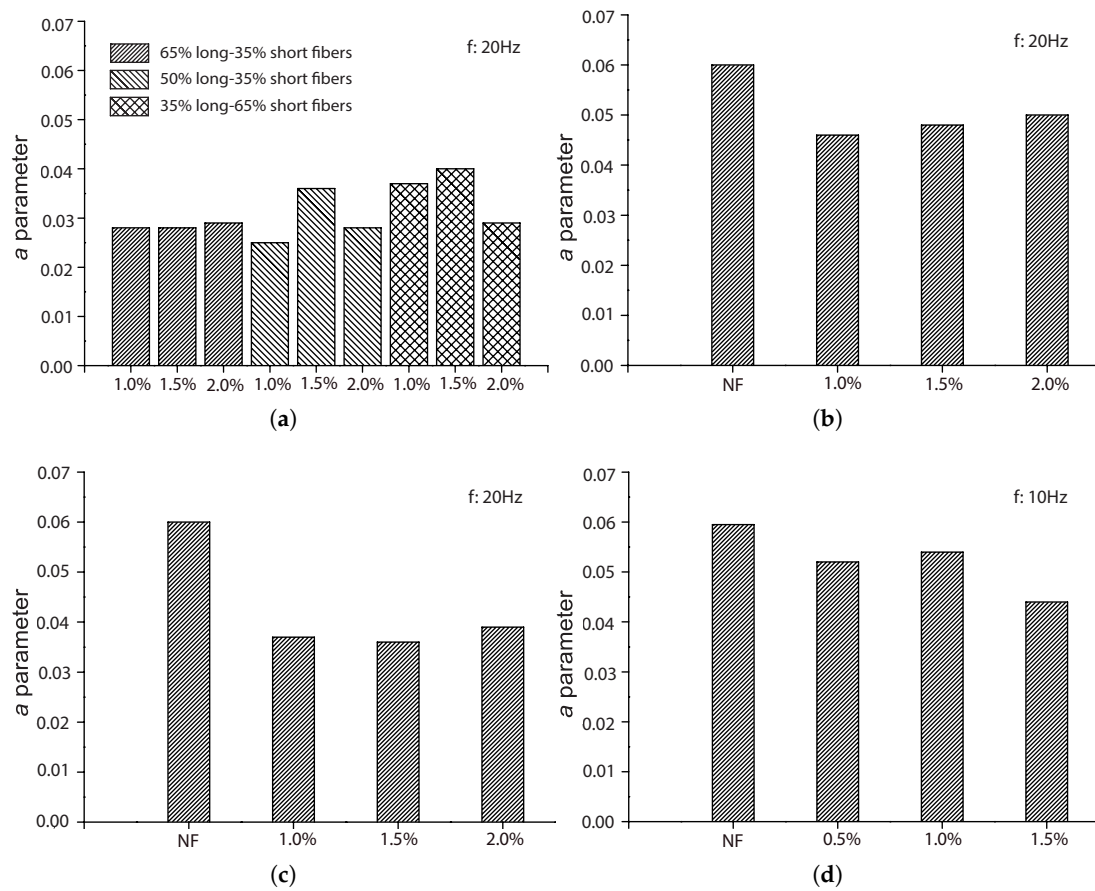 0.07
0.06
0.05
0.04
0.03
0.02
0.01
0.00
a parameter
65% long-35% short fibers
50% long-35% short fibers
35% long-65% short fibers
f: 20Hz
1.0% 1.5% 2.0% 1.0% 1.5% 2.0% 1.0% 1.5% 2.0%
(a)
0.07
0.06
0.05
0.04
0.03
0.02
0.01
0.00
a parameter
f: 20Hz
NF 1.0% 1.5% 2.0%
(b)
0.07
0.06
0.05
0.04
0.03
0.02
0.01
0.00
a parameter
f: 20Hz
NF 1.0% 1.5% 2.0%
(c)
0.07
0.06
0.05
0.04
0.03
0.02
0.01
0.00
a parameter
f: 10Hz
NF 0.5% 1.0% 1.5%
(d)